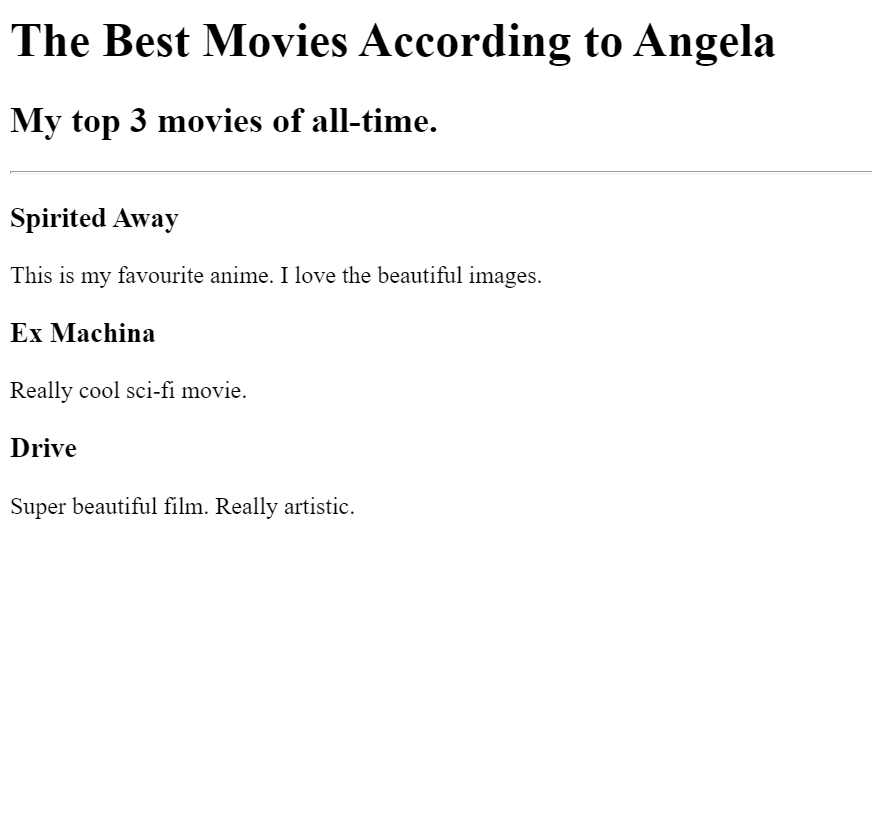 The Best Movies According to Angela
My top 3 movies of all-time.
Spirited Away
This is my favourite anime. I love the beautiful images.
Ex Machina
Really cool sci-fi movie.
Drive
Super beautiful film. Really artistic.